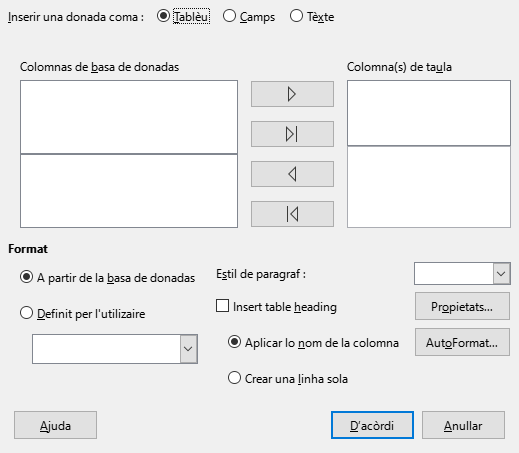 Inserir una donada coma : Tablèu Camps Tèxte
Colomnas de basa de donadas Colomna(s) de taula
Format
A partir de la basa de donadas Estil de paragraf :
Definit per l'utilizaire Insert table heading Propietats...
Aplicar lo nom de la colomna AutoFormat...
Crear una linha sola
Ajuda D'acòrdi Anullar